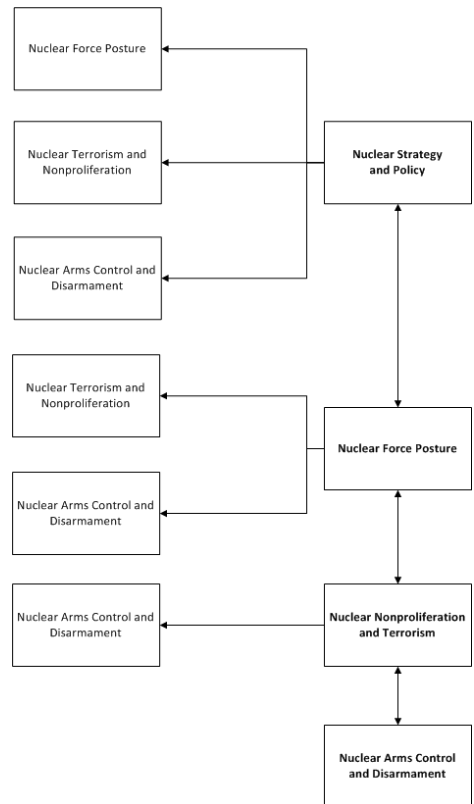 Nuclear Force Posture
Nuclear Terrorism and
Nonproliferation
Nuclear Strategy
and Policy
Nuclear Arms Control and
Disarmament
Nuclear Terrorism and
Nonproliferation
Nuclear Force Posture
Nuclear Arms Control and
Disarmament
Nuclear Arms Control and
Disarmament
Nuclear Nonproliferation
and Terrorism
Nuclear Arms Control
and Disarmament